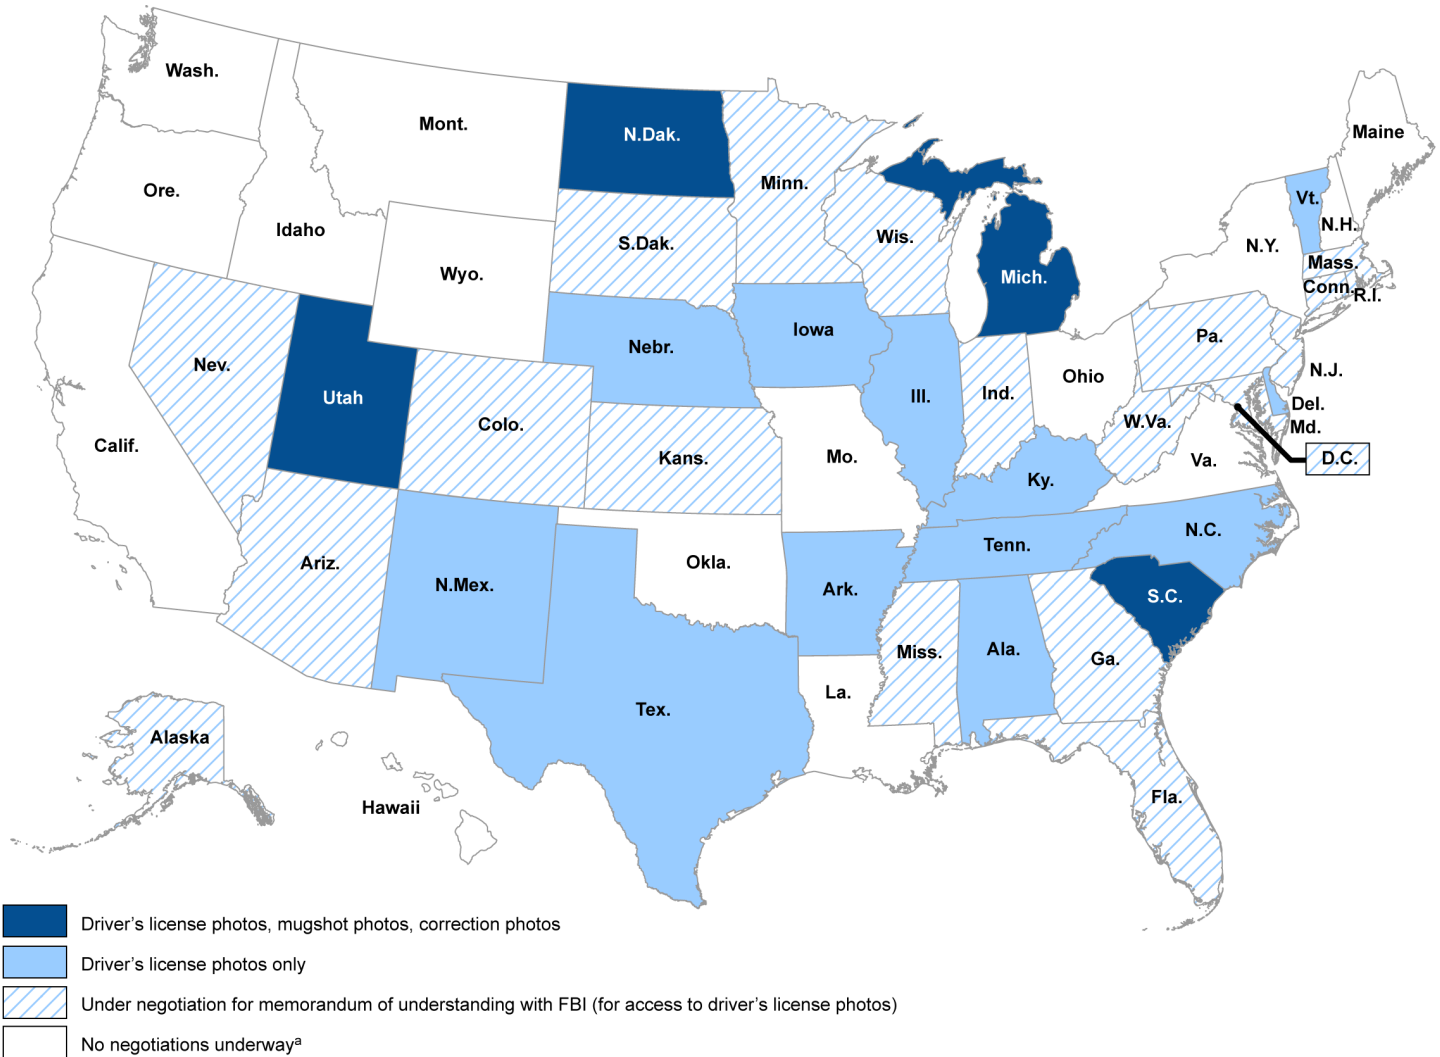 Wash.
Maine
Mont.
N.Dak.
Minn.
Ore.
Vt.
N.H.
Idaho
S.Dak.
Wis.
N.Y.
Mass.
Wyo.
Mich.
Conn.
R.I.
Iowa
Pa.
Nebr.
Nev.
N.J.
Ohio
Utah
Ind.
Ill.
Del.
Colo.
W.Va.
Md.
Calif.
Kans.
Mo.
Va.
D.C.
Ky.
N.C.
Tenn.
Ariz.
Okla.
N.Mex.
Ark.
S.C.
Miss.
Ala.
Ga.
La.
Tex.
Alaska
Fla.
Hawaii
Driver’s license photos, mugshot photos, correction photos
Driver’s license photos only
Under negotiation for memorandum of understanding with FBI (for access to driver’s license photos)
No negotiations underwayᵃ